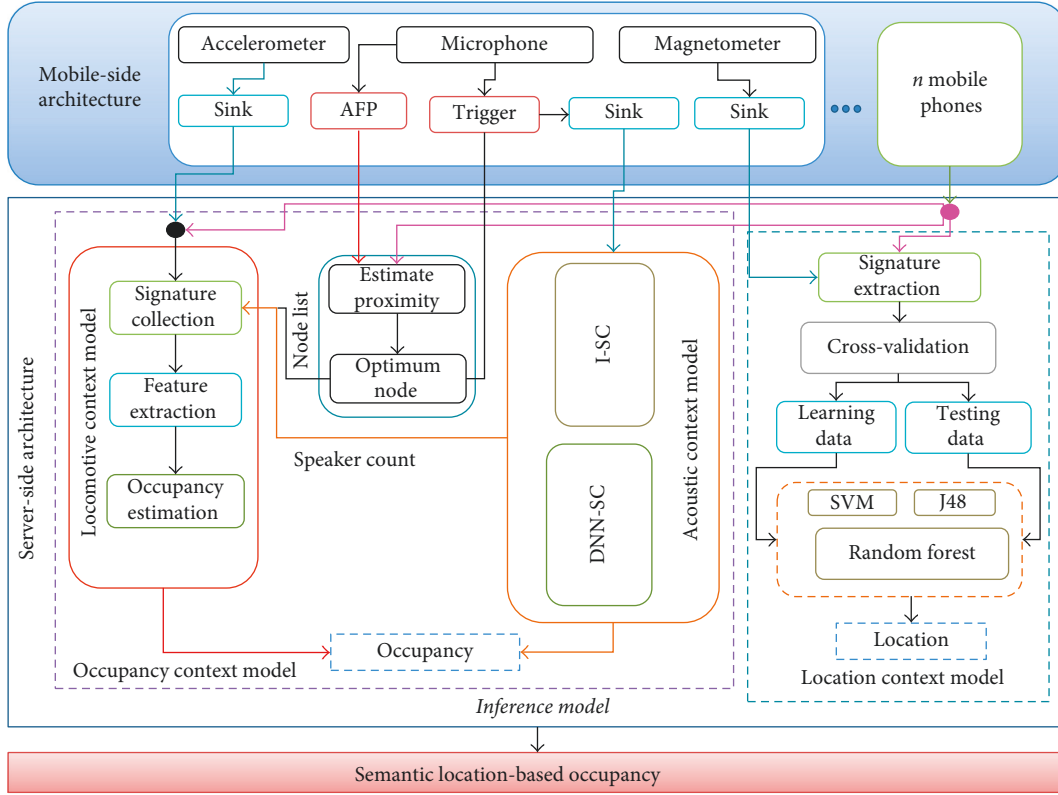 Mobile-side
architecture
Accelerometer
Microphone
Magnetometer
Sink
AFP
Trigger
Sink
Sink
n mobile
phones
Server-side architecture
Locomotive context model
Signature
collection
Feature
extraction
Occupancy
estimation
Node list
Estimate
proximity
Optimum
node
Speaker count
I-SC
DNN-SC
Acoustic context model
Occupancy
Occupancy context model
Signature
extraction
Cross-validation
Learning
data
Testing
data
SVM
J48
Random forest
Location
Location context model
Inference model
Semantic location-based occupancy